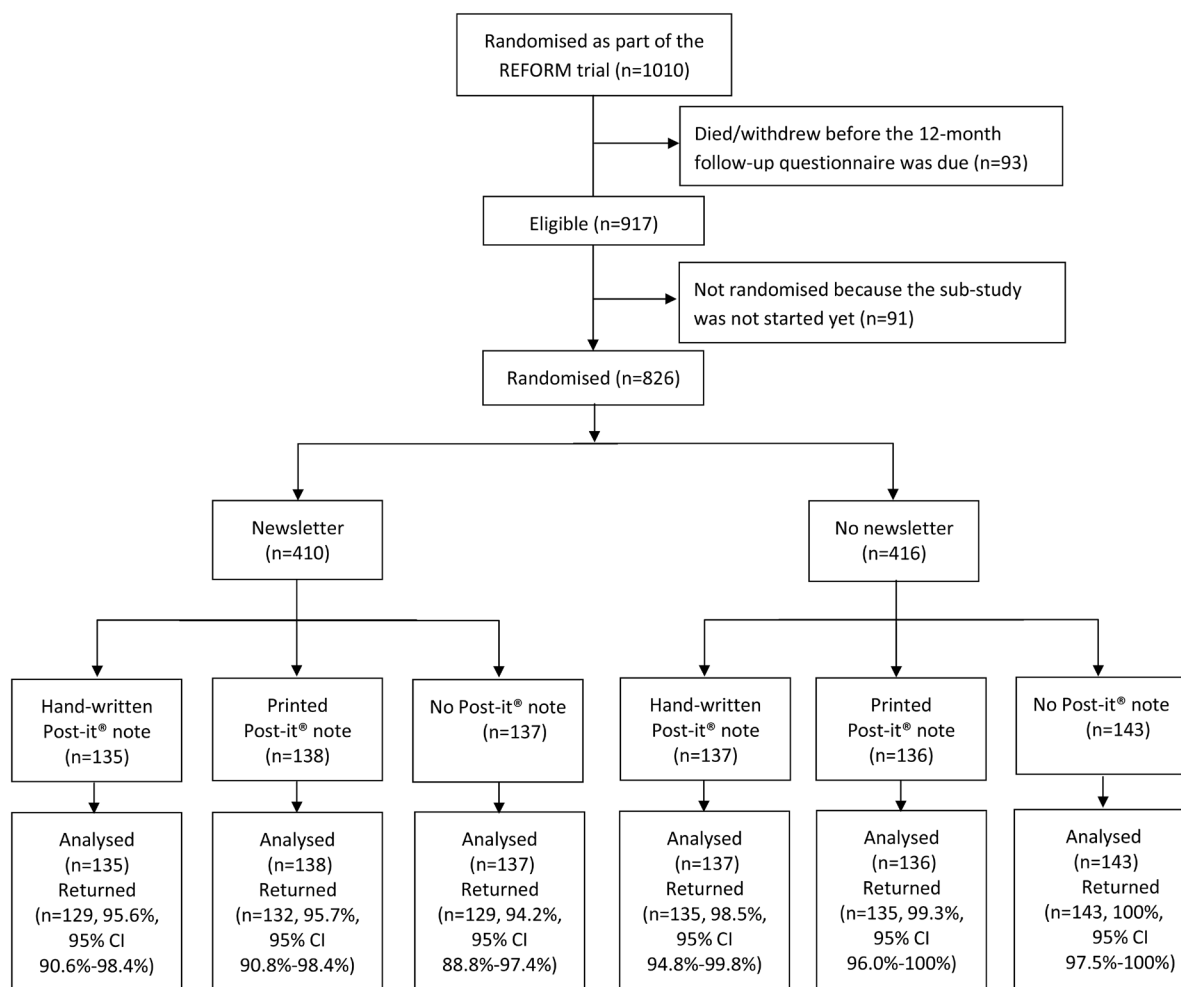 Randomised as part of the
REFORM trial (n=1010)
Died/withdrew before the 12-month
follow-up questionnaire was due (n=93)
Eligible (n=917)
Not randomised because the sub-study
was not started yet (n=91)
Randomised (n=826)
Newsletter
(n=410)
No newsletter
(n=416)
Hand-written
Post-it® note
(n=135)
Printed
Post-it® note
(n=138)
No Post-it® note
(n=137)
Hand-written
Post-it® note
(n=137)
Printed
Post-it® note
(n=136)
No Post-it® note
(n=143)
Analysed
(n=135)
Returned
(n=129, 95.6%,
95% CI
90.6%-98.4%)
Analysed
(n=138)
Returned
(n=132, 95.7%,
95% CI
90.8%-98.4%)
Analysed
(n=137)
Returned
(n=129, 94.2%,
95% CI
88.8%-97.4%)
Analysed
(n=137)
Returned
(n=135, 98.5%,
95% CI
94.8%-99.8%)
Analysed
(n=136)
Returned
(n=135, 99.3%,
95% CI
96.0%-100%)
Analysed
(n=143)
Returned
(n=143, 100%,
95% CI
97.5%-100%)